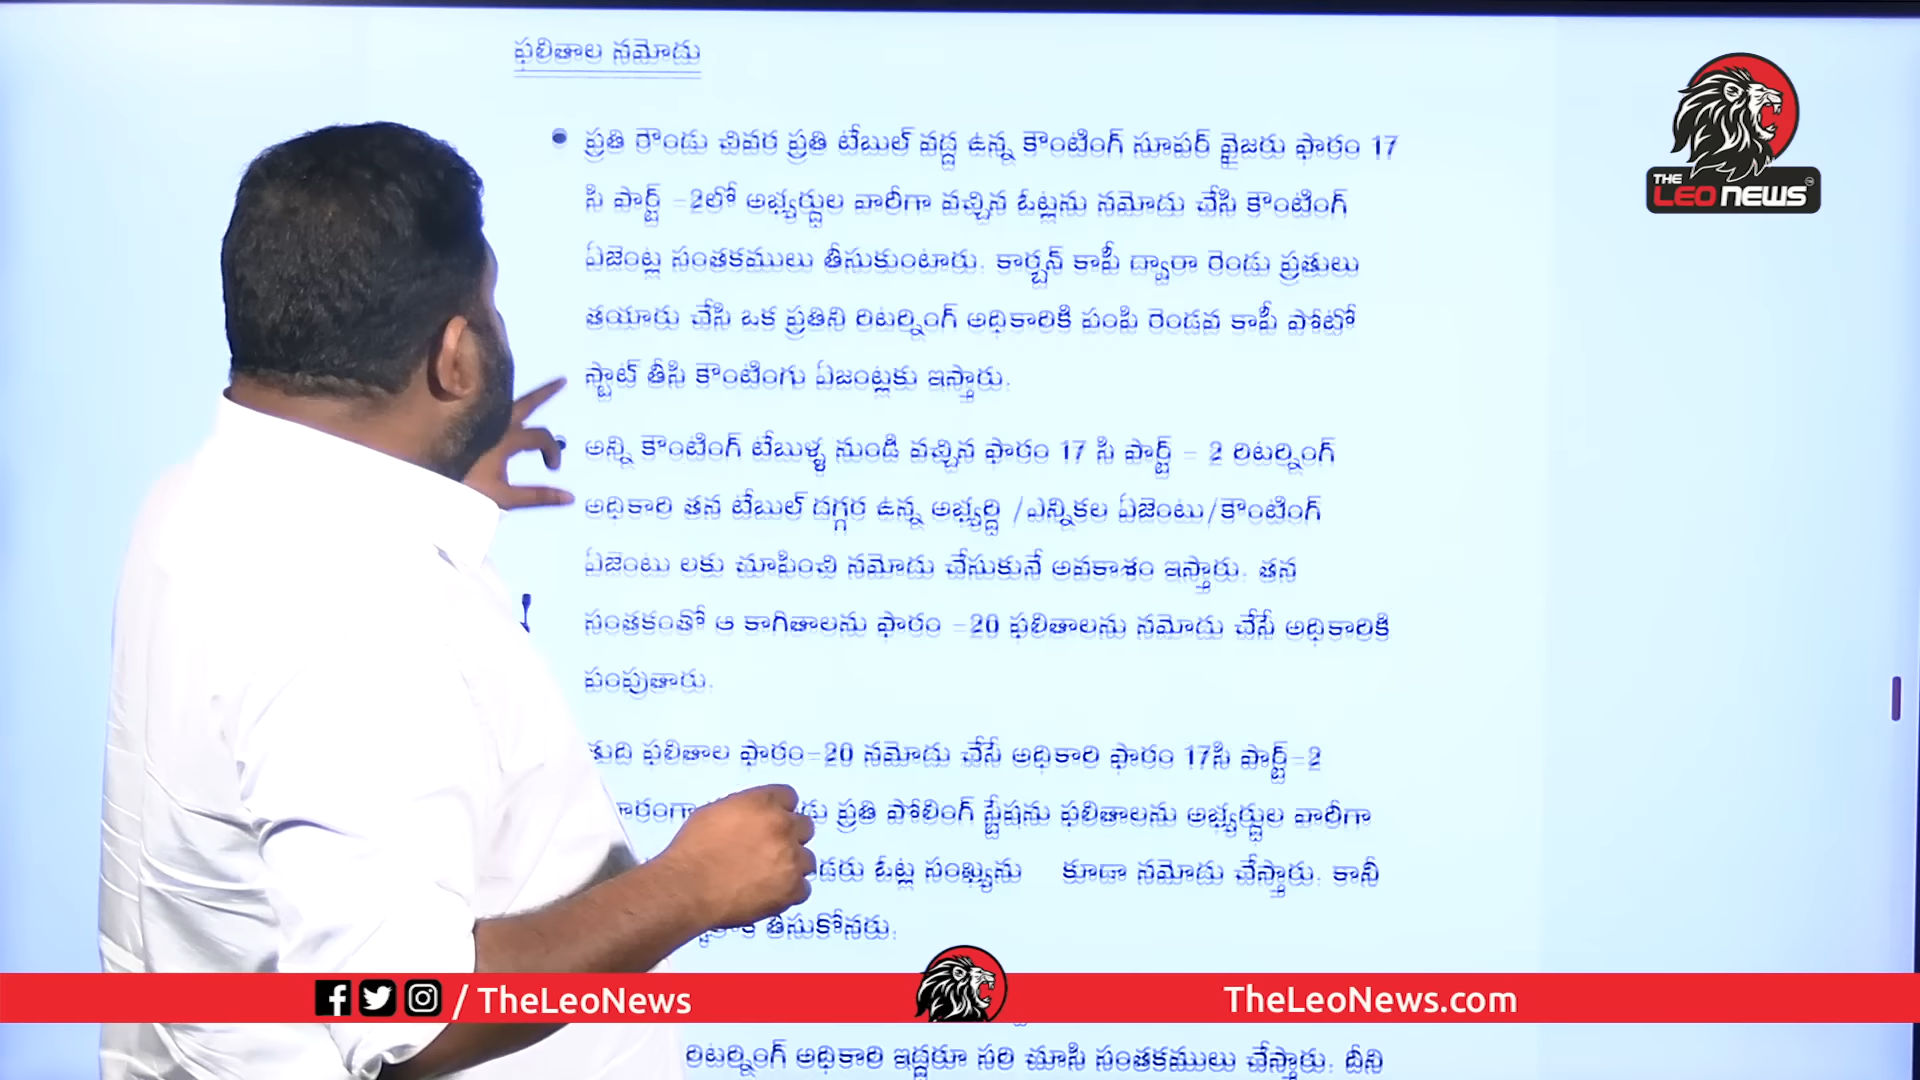 ఫలితాల నమోదు
THE
LEO NEWS
ప్రతి రౌండు చివర ప్రతి టేబుల్ వద్ద ఉన్న కౌంటింగ్ సూపర్ వైజరు ఫారం 17
సి పార్ట్ -2లో అభ్యర్థుల వారీగా వచ్చిన ఓట్లను నమోదు చేసి కౌంటింగ్
ఏజెంట్ల సంతకములు తీసుకుంటారు. కార్బన్ కాపీ ద్వారా రెండు ప్రతులు
తయారు చేసి ఒక ప్రతిని రిటర్నింగ్ అధికారికి పంపి రెండవ కాపీ పోటో
స్టాట్ తీసి కౌంటింగు ఏజంట్లకు ఇస్తారు.
అన్ని కౌంటింగ్ టేబుళ్ళ నుండి వచ్చిన ఫారం 17 సి పార్ట్ - 2 రిటర్నింగ్
అధికారి తన టేబుల్ దగ్గర ఉన్న అభ్యర్ధి /ఎన్నికల ఏజెంటు/కౌంటింగ్
ఏజెంటు లకు చూపించి నమోదు చేసుకునే అవకాశం ఇస్తారు. తన
సంతకంతో ఆ కాగితాలను ఫారం -20 ఫలితాలను నమోదు చేసే అధికారికి
పంపుతారు.
తుది ఫలితాల ఫారం-20 నమోదు చేసే అధికారి ఫారం 17సి పార్ట్-2
ప్రతి పోలింగ్ స్టేషను ఫలితాలను అభ్యర్థుల వారీగా
ఓట్ల సంఖ్యను కూడా నమోదు చేస్తారు. కానీ
తీసుకోనరు.
/ TheLeoNews
TheLeoNews.com
రిటర్నింగ్ అధికారి ఇద్దరూ సరి చూసి సంతకములు చేస్తారు. దీని